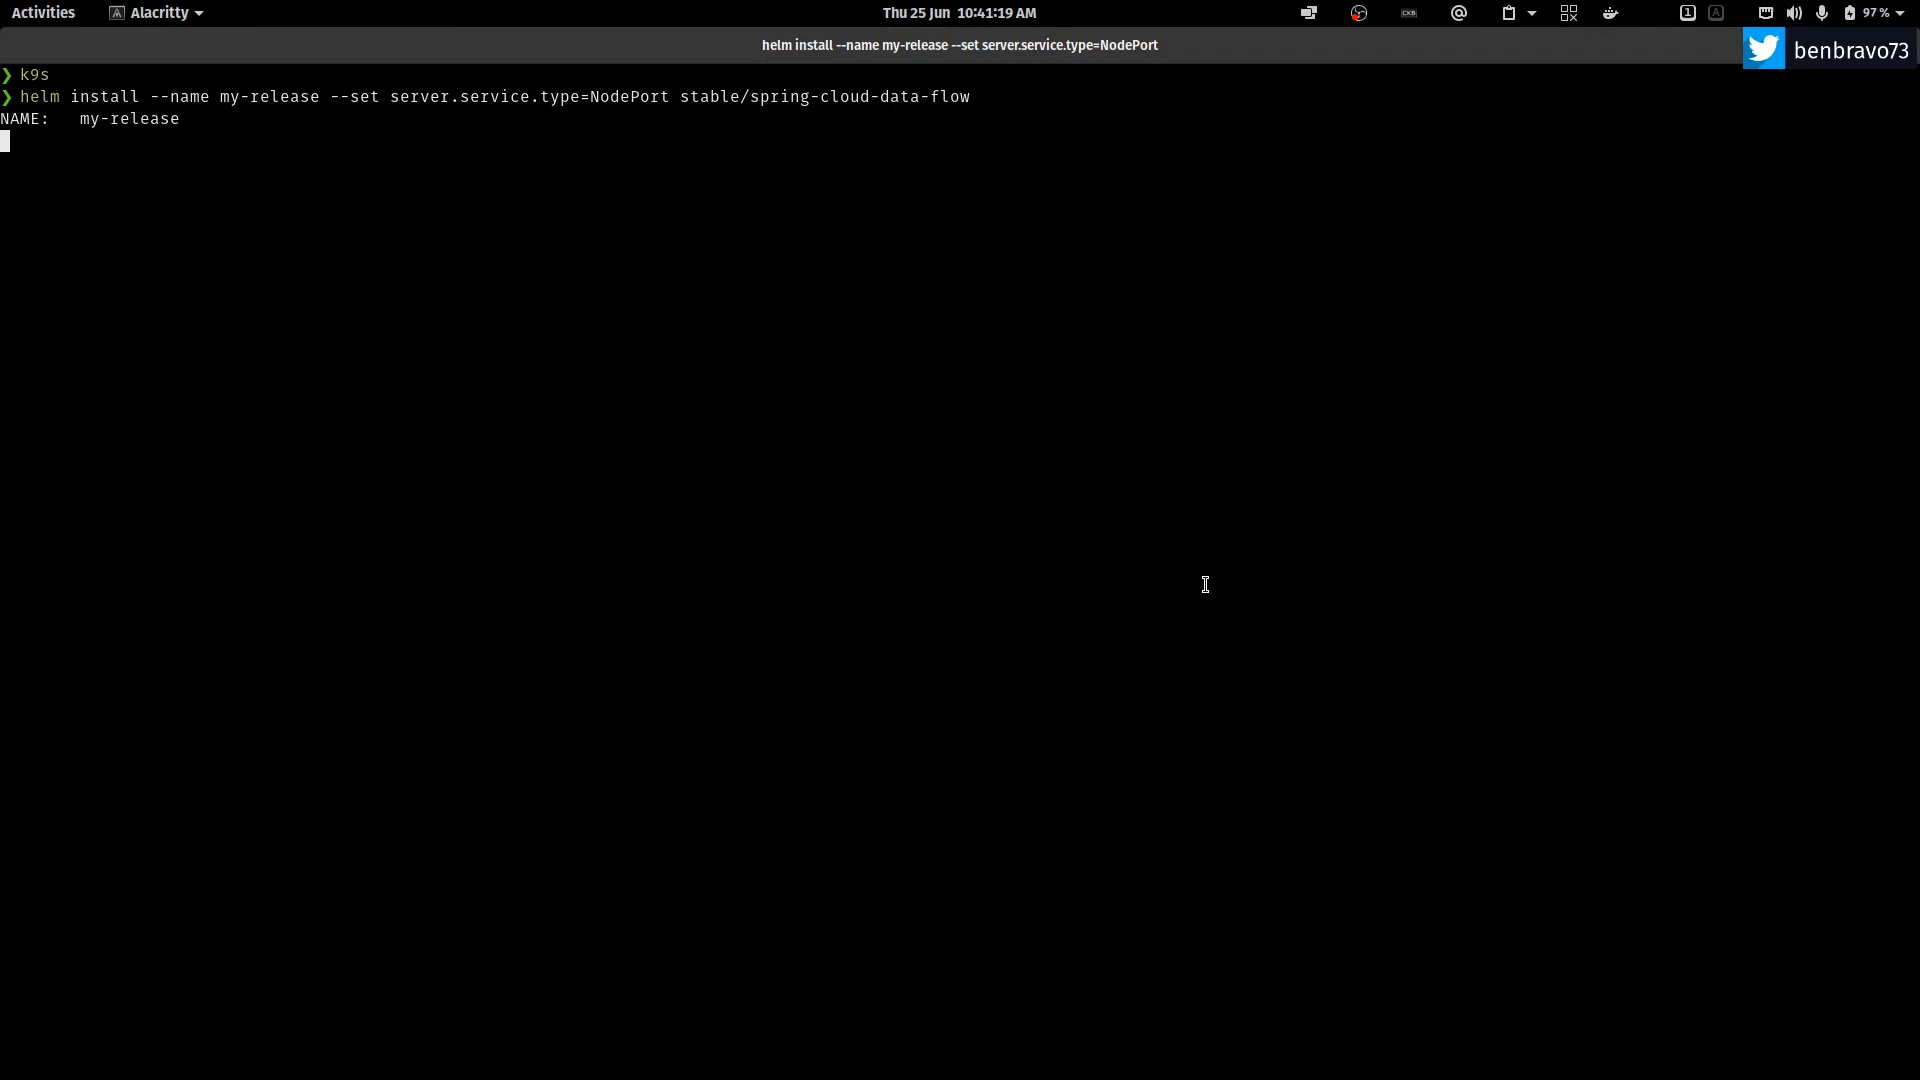 Activities Alacritty Thu 25 Jun 10:41:19 AM CKB 1 A 97 %
helm install --name my-release --set server.service.type=NodePort
benbravo73
❯ k9s
❯ helm install --name my-release --set server.service.type=NodePort stable/spring-cloud-data-flow
NAME: my-release